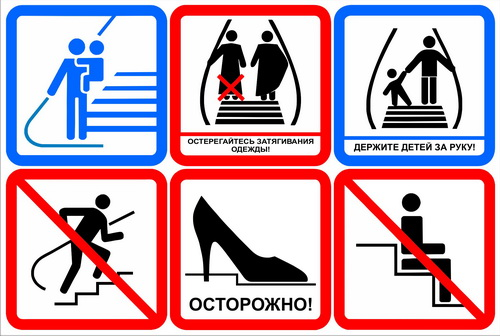 ОСТЕРЕГАЙТЕСЬ ЗАТЯГИВАНИЯ
ОДЕЖДЫ!
ДЕРЖИТЕ ДЕТЕЙ ЗА РУКУ!
ОСТОРОЖНО!